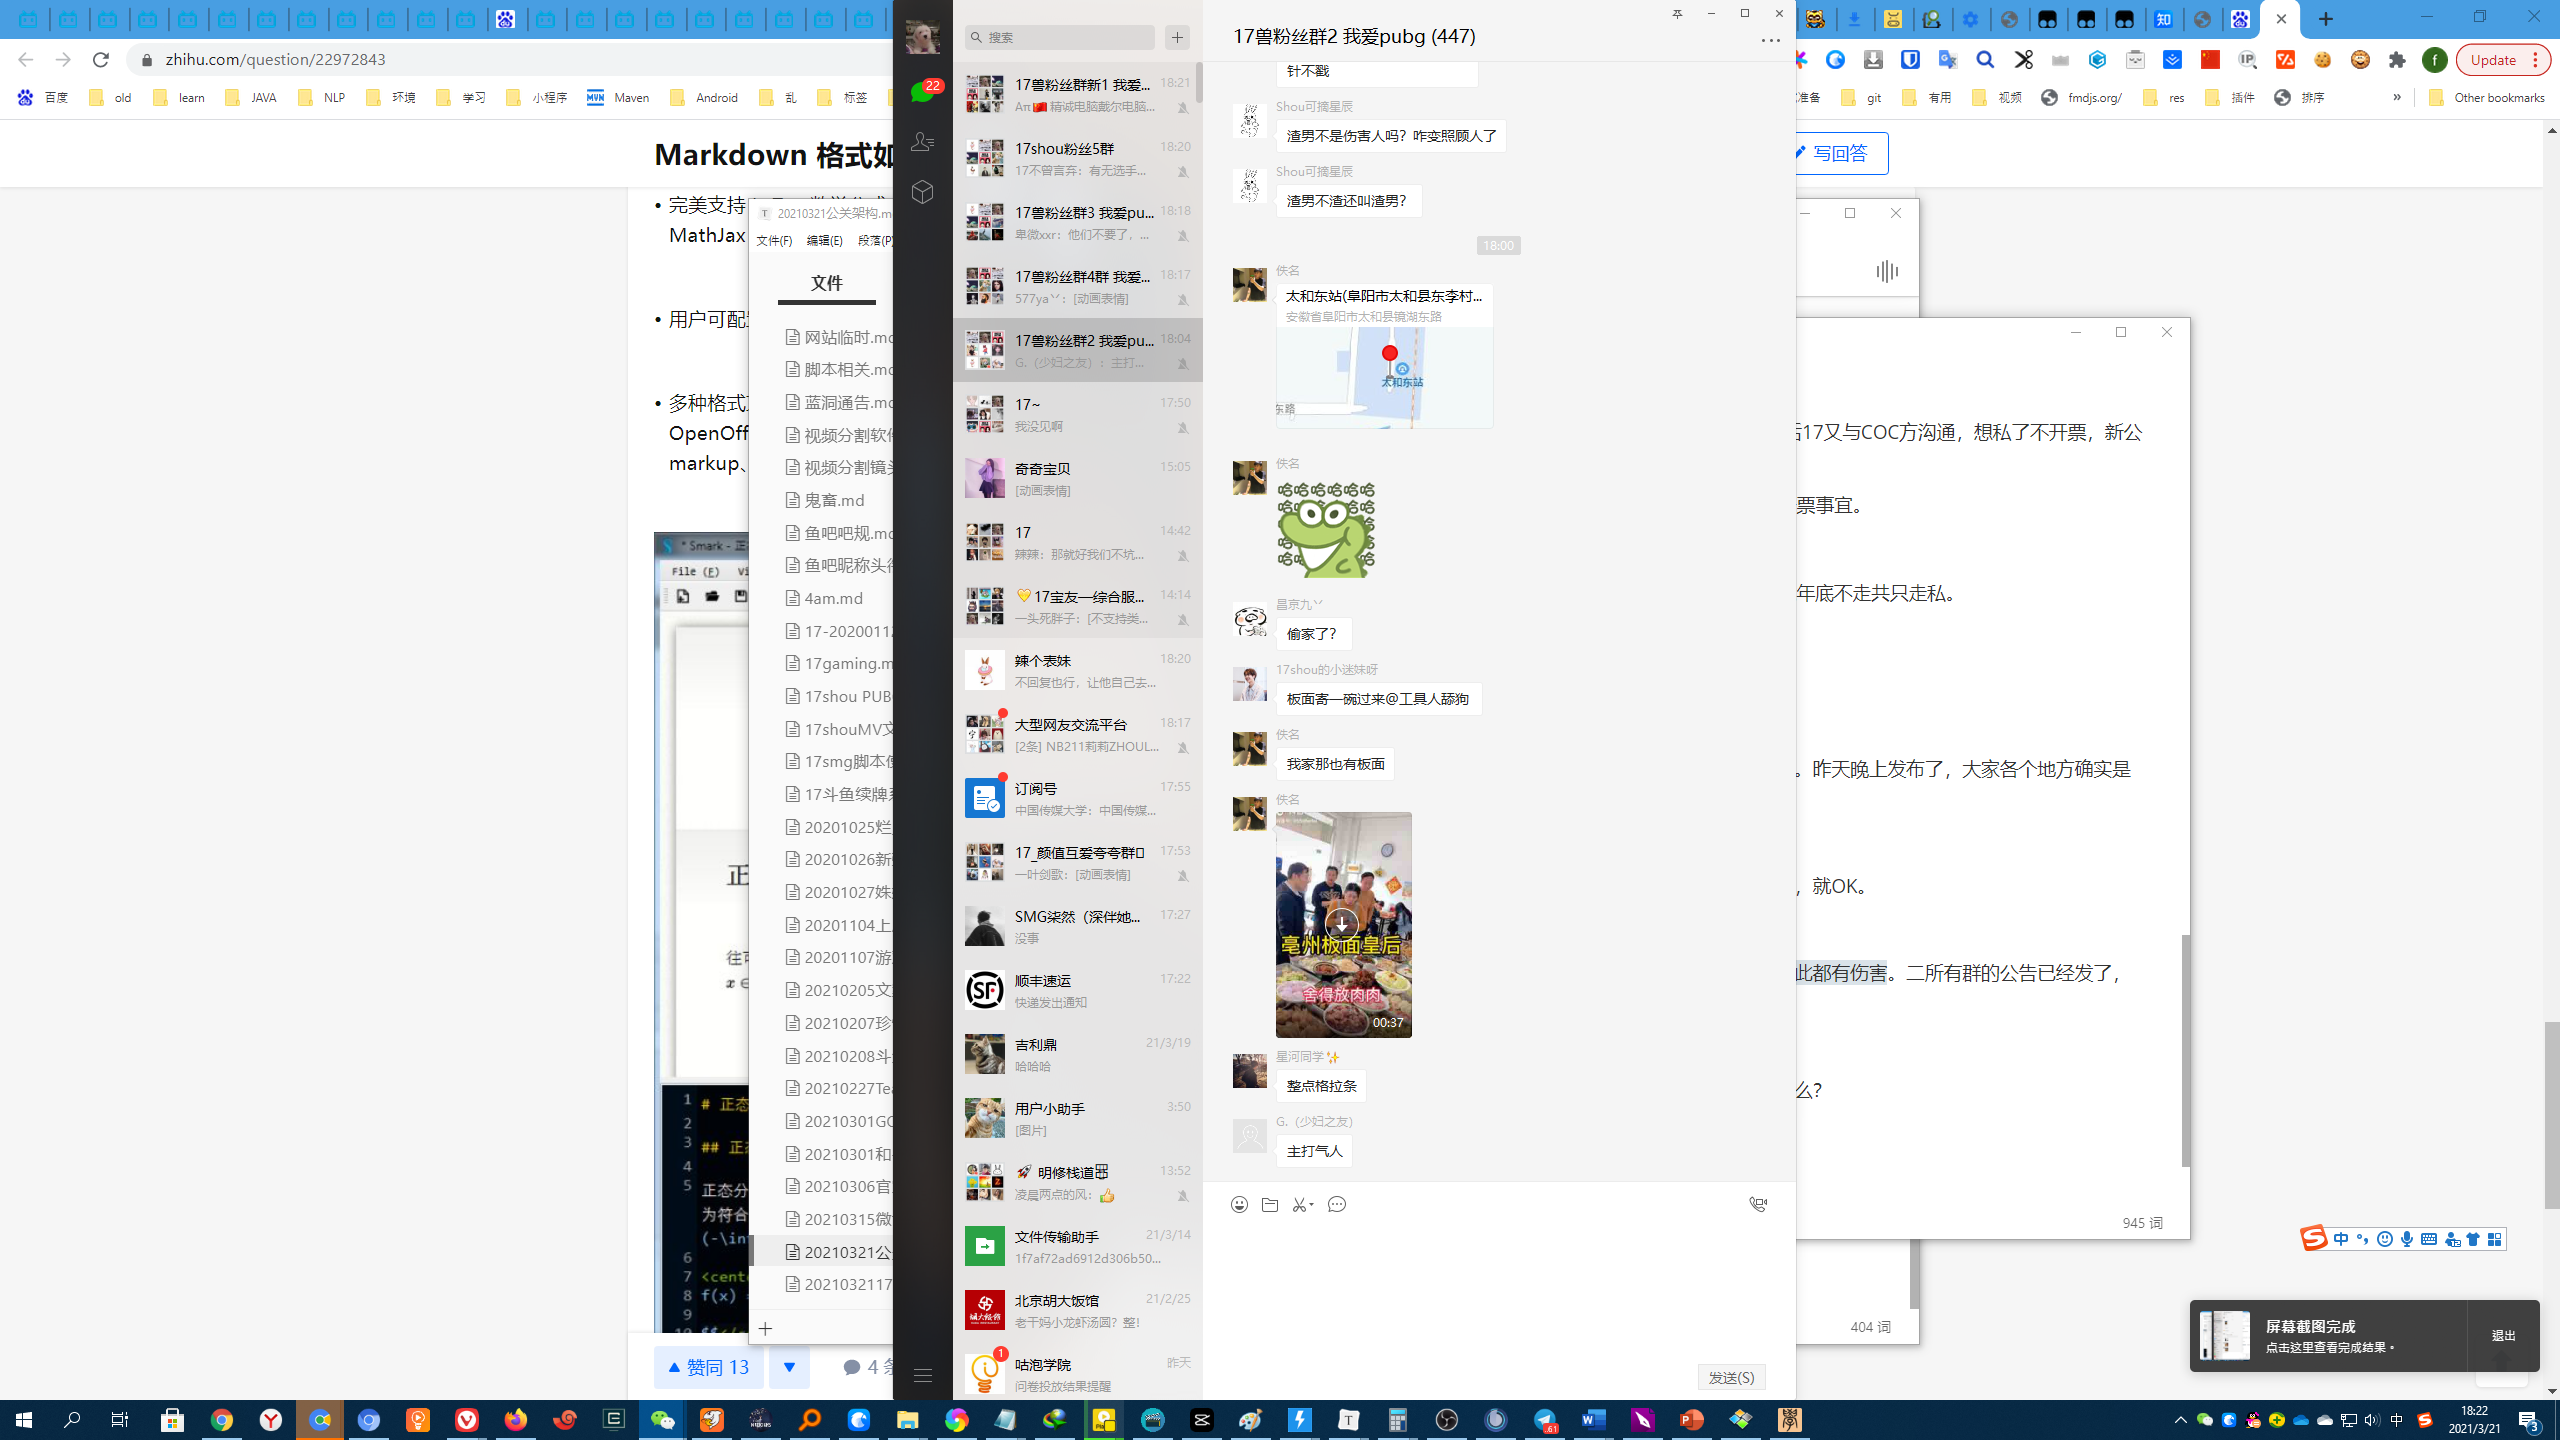 zhihu.com/question/22972843
Update
百度
old
learn
JAVA
NLP
环境
学习
小程序
Maven
Android
乱
标签
git
有用
视频
fmdjs.org/
res
插件
排序
»
Other bookmarks
Markdown 格式如
写回答
• 完美支持
MathJax
• 用户可配
• 多种格式
OpenOff
markup、
* Smark - 正
File (F)
1 # 正态
2
3 ## 正态
4
5 正态分
为符合
(-\int
6
7 <cente
8 f(x) =
9
赞同 13
20210321公关架构.m
文件(F)
编辑(E)
段落(P)
文件
网站临时.md
脚本相关.md
蓝洞通告.md
视频分割软件
视频分割镜头
鬼畜.md
鱼吧吧规.md
鱼吧昵称头衔
4am.md
17-2020011
17gaming.m
17shou PUB
17shouMV文
17smg脚本使
17斗鱼续牌
20201025烂
20201026新
20201027姝
20201104上
20201107游
20210205文
20210207珍
20210208斗
20210227Te
20210301GC
20210301和
20210306官
20210315微
20210321公
2021032117
22
搜索
17兽粉丝群新1 我爱... 18:21
Aπ🇨🇳精诚电脑戴尔电脑...
17shou粉丝5群 18:20
17不曾言弃：有无选手...
17兽粉丝群3 我爱pu... 18:18
卑微xxr：他们不要了，...
17兽粉丝群4群 我爱... 18:17
577ya丷：[动画表情]
17兽粉丝群2 我爱pu... 18:04
G.（少妇之友）：主打...
17~ 17:50
我没见啊
奇奇宝贝 15:05
[动画表情]
17 14:42
辣辣：那就好我们不坑...
💛17宝友—综合服... 14:14
一头死胖子：[不支持类...
辣个表妹 18:20
不回复也行，让他自己去...
大型网友交流平台 18:17
[2条] NB211莉莉ZHOUL...
订阅号 17:55
中国传媒大学：中国传媒...
17_颜值互爱夸夸群 17:53
一叶剑歌：[动画表情]
SMG柒然（深伴她... 17:27
没事
顺丰速运 17:22
快递发出通知
吉利鼎 21/3/19
哈哈哈
用户小助手 3:50
[图片]
🚀 明修栈道 13:52
凌晨两点的风：👍
文件传输助手 21/3/14
1f7af72ad6912d306b50...
北京胡大饭馆 21/2/25
老干妈小龙虾汤圆？整！
咕泡学院 昨天
问卷投放结果提醒
17兽粉丝群2 我爱pubg (447)
针不戳
Shou可摘星辰
渣男不是伤害人吗？咋变照顾人了
Shou可摘星辰
渣男不渣还叫渣男？
18:00
佚名
太和东站(阜阳市太和县东李村...
安徽省阜阳市太和县镜湖东路
太和东站
东路
佚名
哈哈哈哈哈哈
昌京九丷
偷家了？
17shou的小迷妹呀
板面寄一碗过来@工具人舔狗
佚名
我家那也有板面
佚名
亳州板面皇后
舍得放肉肉
00:37
星河同学✨
整点格拉条
G.（少妇之友）
主打气人
发送(S)
后17又与COC方沟通，想私了不开票，新公
票事宜。
年底不走共只走私。
。昨天晚上发布了，大家各个地方确实是
，就OK。
此都有伤害。二所有群的公告已经发了，
么？
945 词
404 词
中
屏幕截图完成
点击这里查看完成结果。
退出
18:22
2021/3/21